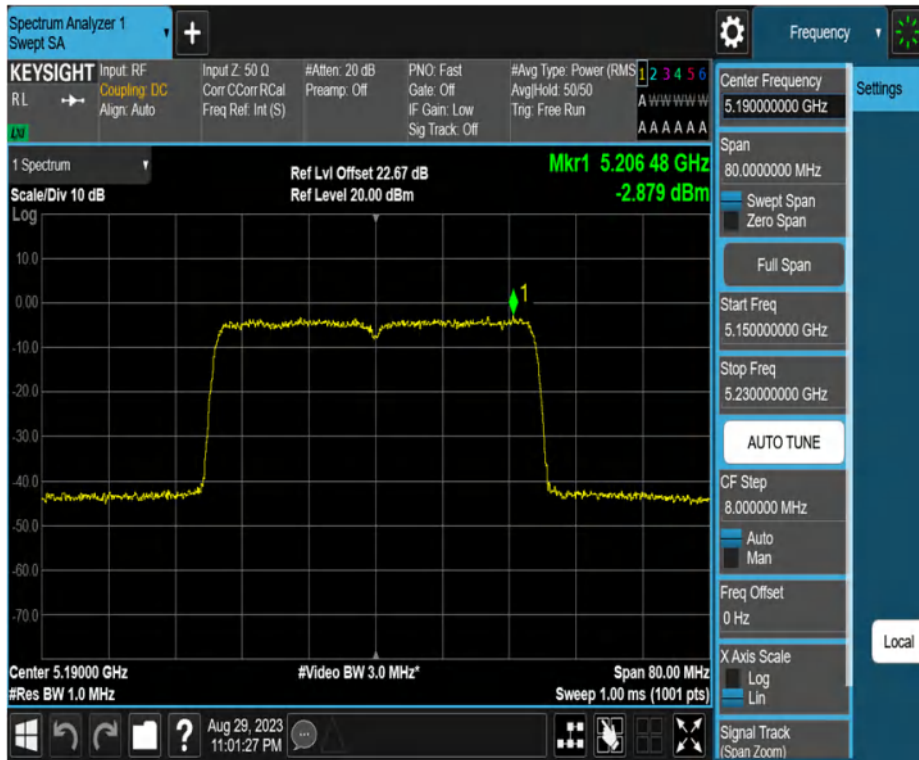 Spectrum Analyzer 1
Swept SA
+
Frequency
KEYSIGHT
RL
LXI
Input: RF
Coupling: DC
Align: Auto
Input Z: 50 Ω
Corr CCorr RCal
Freq Ref: Int (S)
#Atten: 20 dB
Preamp: Off
PNO: Fast
Gate: Off
IF Gain: Low
Sig Track: Off
#Avg Type: Power (RMS
Avg|Hold: 50/50
Trig: Free Run
1 2 3 4 5 6
A W W W W W
A A A A A A
1 Spectrum
Scale/Div 10 dB
Log
Ref Lvl Offset 22.67 dB
Ref Level 20.00 dBm
Mkr1 5.206 48 GHz
-2.879 dBm
10.0
0.00
-10.0
-20.0
-30.0
-40.0
-50.0
-60.0
-70.0
1
Center 5.19000 GHz
#Res BW 1.0 MHz
#Video BW 3.0 MHz*
Span 80.00 MHz
Sweep 1.00 ms (1001 pts)
?
Aug 29, 2023
11:01:27 PM
Center Frequency
5.190000000 GHz
Span
80.0000000 MHz
Swept Span
Zero Span
Full Span
Start Freq
5.150000000 GHz
Stop Freq
5.230000000 GHz
AUTO TUNE
CF Step
8.000000 MHz
Auto
Man
Freq Offset
0 Hz
X Axis Scale
Log
Lin
Signal Track
(Span Zoom)
Settings
Local